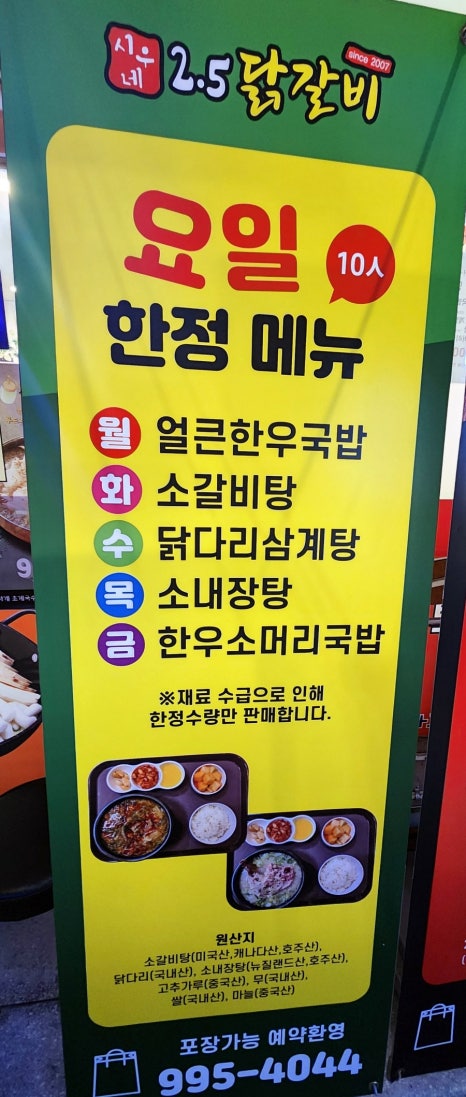 시우네 2.5 닭갈비 since 2007
요일 10人
한정 메뉴
월 얼큰한우국밥
화 소갈비탕
수 닭다리삼계탕
목 소내장탕
금 한우소머리국밥
※재료 수급으로 인해
한정수량만 판매합니다.
원산지
소갈비탕(미국산,캐나다산,호주산),
닭다리(국내산), 소내장탕(뉴질랜드산,호주산),
고추가루(중국산), 무(국내산),
쌀(국내산), 마늘(중국산)
포장가능 예약환영
995-4044